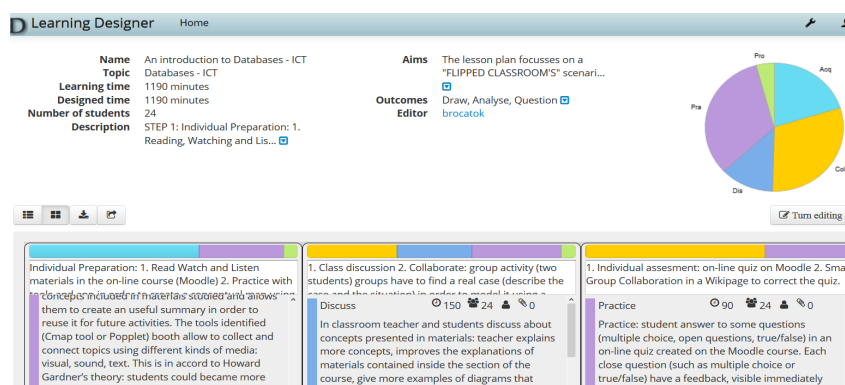 Learning Designer Home
Name An introduction to Databases - ICT
Topic Databases - ICT
Learning time 1190 minutes
Designed time 1190 minutes
Number of students 24
Description STEP 1: Individual Preparation: 1.
Reading, Watching and Lis...
Aims The lesson plan focusses on a
"FLIPPED CLASSROOM'S" scenari...
Outcomes Draw, Analyse, Question
Editor brocatok
Pro
Acq
Pra
Col
Dis
Turn editing
Individual Preparation: 1. Read Watch and Listen
materials in the on-line course (Moodle) 2. Practice with
concepts included in materials studied and allows
them to create an useful summary in order to
reuse it for future activities. The tools identified
(Cmap tool or Popplet) booth allow to collect and
connect topics using different kinds of media:
visual, sound, text. This is in accord to Howard
Gardner's theory: students could became more
1. Class discussion 2. Collaborate: group activity (two
students) groups have to find a real case (describe the
case and the situation) in order to model it using a
Discuss 150 24 0
In classroom teacher and students discuss about
concepts presented in materials: teacher explains
more concepts, improves the explanations of
materials contained inside the section of the
course, give more examples of diagrams that
1. Individual assesment: on-line quiz on Moodle 2. Sma
Group Collaboration in a Wikipage to correct the quiz.
Practice 90 24 0
Practice: student answer to some questions
(multiple choice, open questions, true/false) in an
on-line quiz created on the Moodle course. Each
close question (such as multiple choice or
true/false) have a feedback, visible immediately